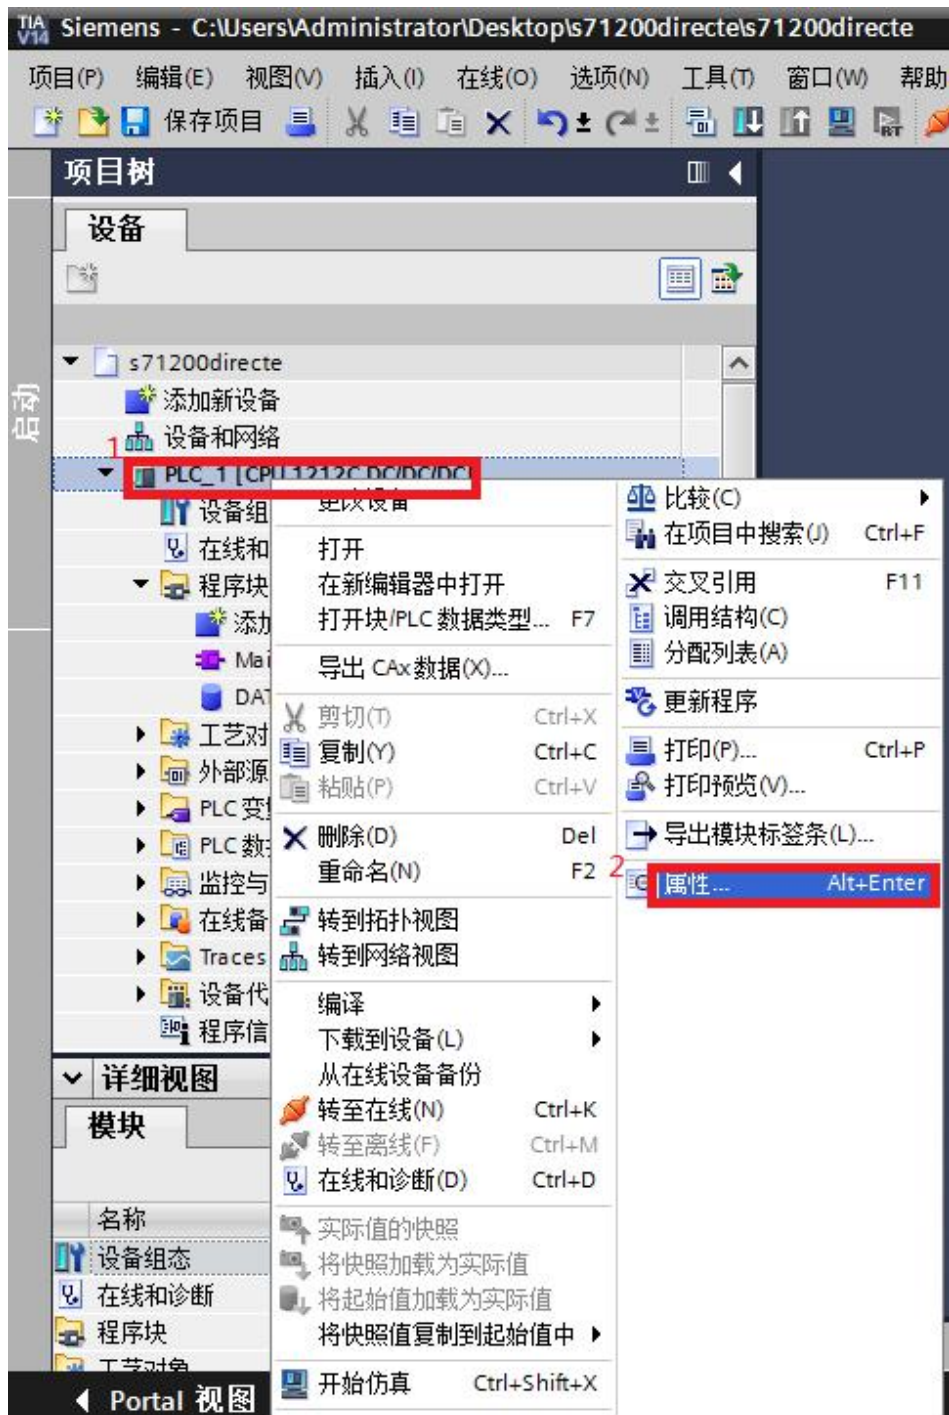 TIA V14 Siemens - C:\Users\Administrator\Desktop\s71200directe\s71200directe
项目(P) 编辑(E) 视图(V) 插入(I) 在线(O) 选项(N) 工具(T) 窗口(W) 帮助
保存项目
项目树
设备
启动
s71200directe
添加新设备
设备和网络
1
PLC_1 [CPU 1212C DC/DC/DC]
设备组
在线和
程序块
添加
Mai
DAT
工艺对
外部源
PLC 变
PLC 数
监控与
在线备
Traces
设备代
程序信
更改设备
打开
在新编辑器中打开
打开块/PLC 数据类型... F7
导出 CAx 数据(X)...
剪切(T) Ctrl+X
复制(Y) Ctrl+C
粘贴(P) Ctrl+V
删除(D) Del
重命名(N) F2
转到拓扑视图
转到网络视图
编译
下载到设备(L)
从在线设备备份
转至在线(N) Ctrl+K
转至离线(F) Ctrl+M
在线和诊断(D) Ctrl+D
实际值的快照
将快照加载为实际值
将起始值加载为实际值
将快照值复制到起始值中
开始仿真 Ctrl+Shift+X
比较(C)
在项目中搜索(J) Ctrl+F
交叉引用 F11
调用结构(C)
分配列表(A)
更新程序
打印(P)... Ctrl+P
打印预览(V)...
导出模块标签条(L)...
2
属性... Alt+Enter
详细视图
模块
名称
设备组态
在线和诊断
程序块
工艺对象
Portal 视图